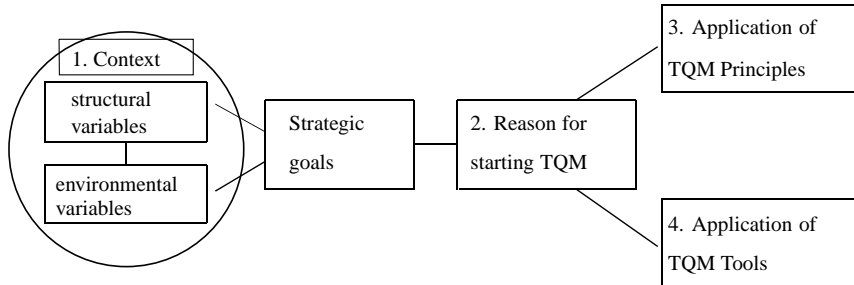 1. Context
structural
variables
environmental
variables
Strategic
goals
2. Reason for
starting TQM
3. Application of
TQM Principles
4. Application of
TQM Tools